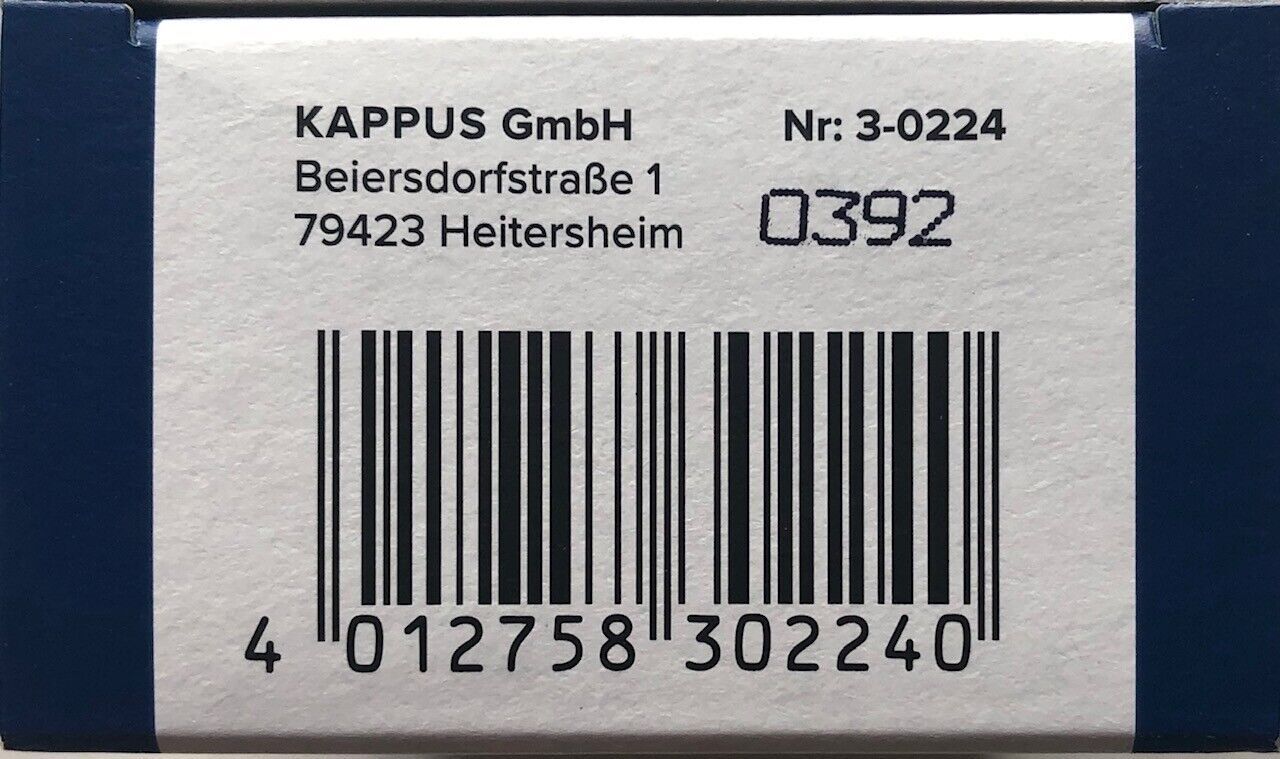 KAPPUS GmbH
Beiersdorfstraße 1
79423 Heitersheim
Nr: 3-0224
0392
4 012758 302240